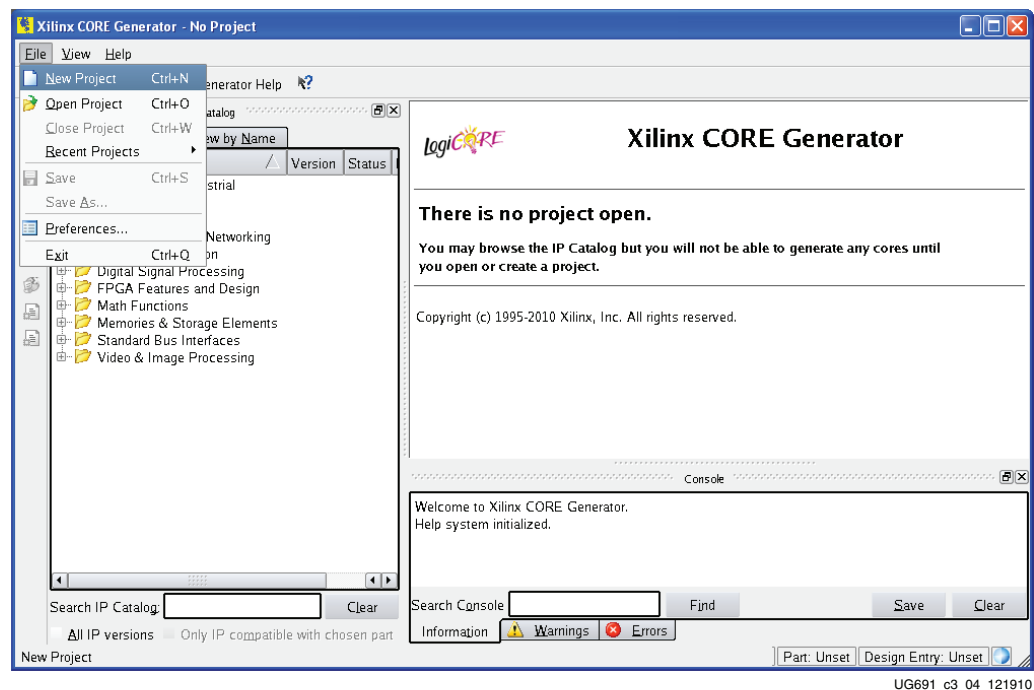 Xilinx CORE Generator - No Project
File View Help
New Project Ctrl+N
enerator Help
Open Project Ctrl+O
Close Project Ctrl+W
Recent Projects
Save Ctrl+S
Save As...
Preferences...
Exit Ctrl+Q
atalog
ew by Name
Version Status
strial
Networking
on
Digital Signal Processing
FPGA Features and Design
Math Functions
Memories & Storage Elements
Standard Bus Interfaces
Video & Image Processing
Search IP Catalog: Clear
All IP versions Only IP compatible with chosen part
LogiCORE
Xilinx CORE Generator
There is no project open.
You may browse the IP Catalog but you will not be able to generate any cores until
you open or create a project.
Copyright (c) 1995-2010 Xilinx, Inc. All rights reserved.
Console
Welcome to Xilinx CORE Generator.
Help system initialized.
Search Console Find Save Clear
Information Warnings Errors
New Project Part: Unset Design Entry: Unset
UG691_c3_04_121910